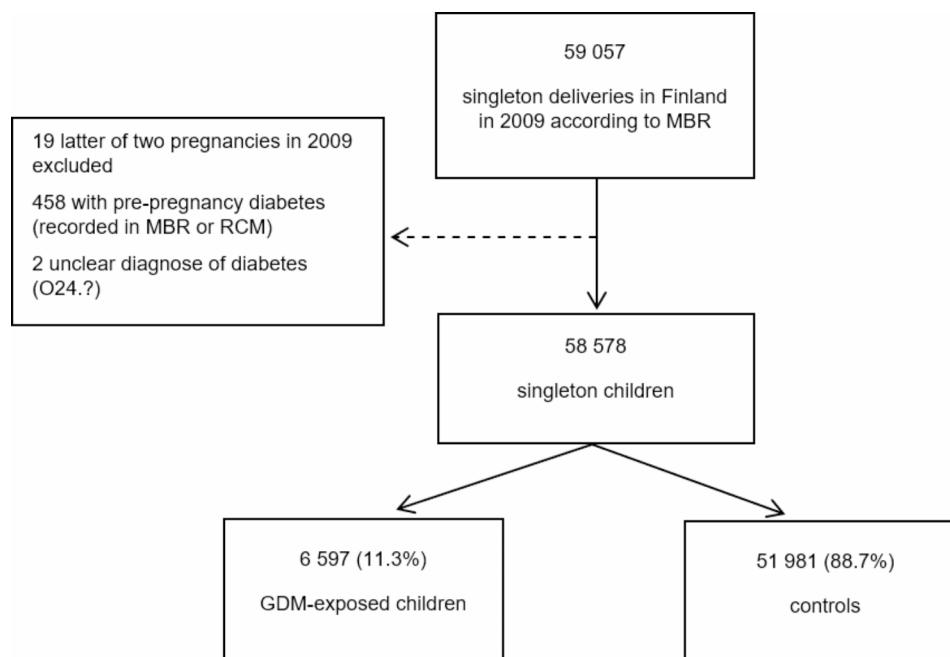 59 057
singleton deliveries in Finland
in 2009 according to MBR
19 latter of two pregnancies in 2009
excluded
458 with pre-pregnancy diabetes
(recorded in MBR or RCM)
2 unclear diagnose of diabetes
(O24.?)
58 578
singleton children
6 597 (11.3%)
GDM-exposed children
51 981 (88.7%)
controls